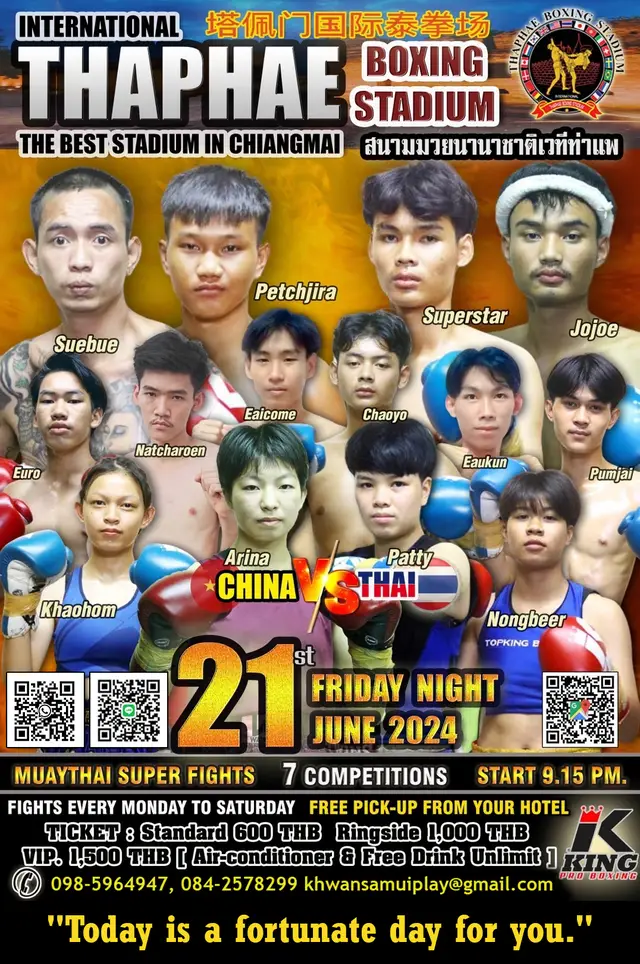 INTERNATIONAL
塔佩门国际泰拳场
THAPHAE
BOXING
STADIUM
THAPHAE BOXING STADIUM
THE BEST STADIUM IN CHIANGMAI
สนามมวยนานาชาติเวทีท่าแพ
Suebue
Petchjira
Superstar
Jojoe
Euro
Natcharoen
Eaicome
Chaoyo
Eaukun
Pumjai
Khaohom
Arina
Patty
Nongbeer
CHINA VS THAI
TOPKING B
21st
FRIDAY NIGHT
JUNE 2024
MUAYTHAI SUPER FIGHTS 7 COMPETITIONS START 9.15 PM.
FIGHTS EVERY MONDAY TO SATURDAY FREE PICK-UP FROM YOUR HOTEL
TICKET : Standard 600 THB Ringside 1,000 THB
VIP. 1,500 THB [ Air-conditioner & Free Drink Unlimit ]
K
KING
PRO BOXING
098-5964947, 084-2578299 khwansamuiplay@gmail.com
"Today is a fortunate day for you."